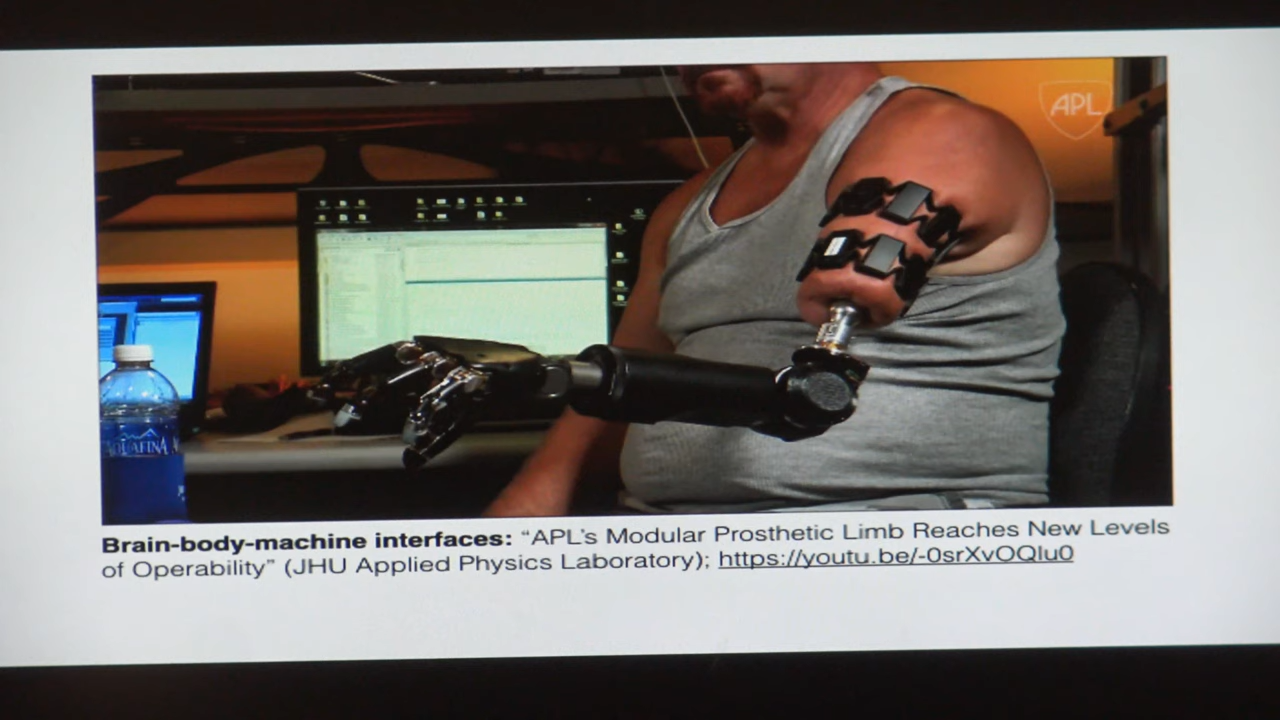 APL
AQUAFINA
Brain-body-machine interfaces: “APL’s Modular Prosthetic Limb Reaches New Levels
of Operability” (JHU Applied Physics Laboratory); https://youtu.be/-0srXvOQIu0